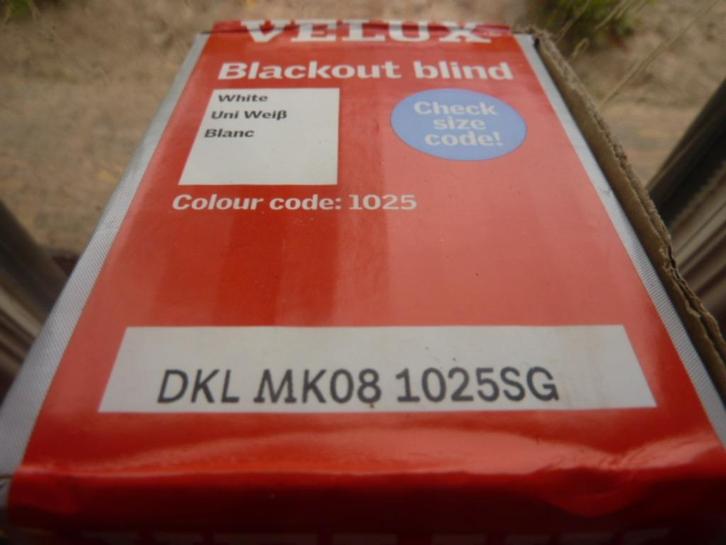 VELUX
Blackout blind
White
Uni Weiß
Blanc
Check
size
code!
Colour code: 1025
DKL MK08 1025SG